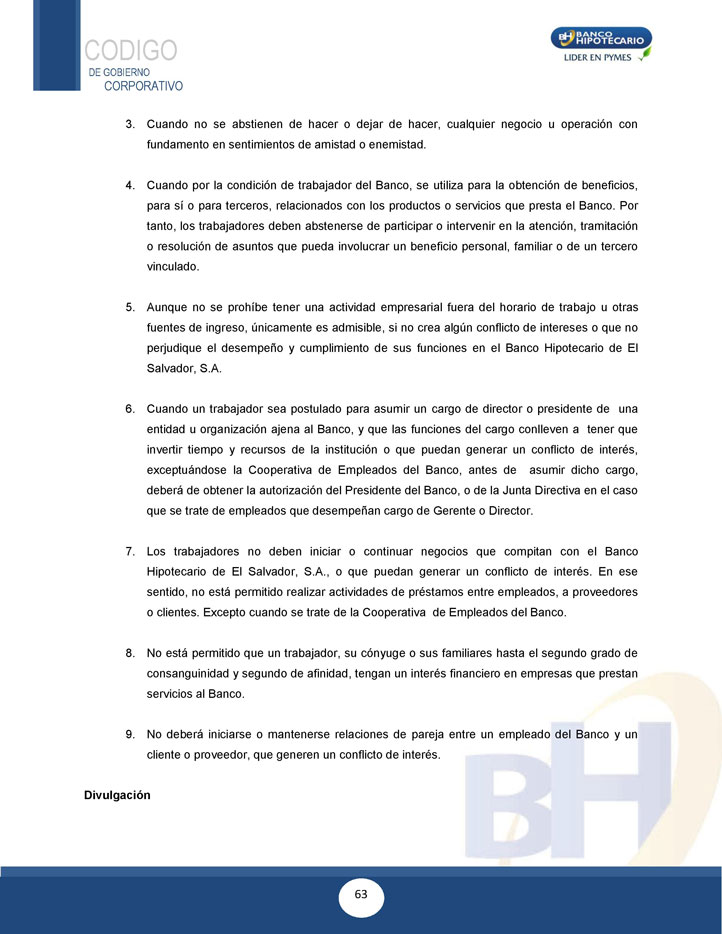 CODIGO
DE GOBIERNO
CORPORATIVO
BH BANCO
HIPOTECARIO
LIDER EN PYMES
3. Cuando no se abstienen de hacer o dejar de hacer, cualquier negocio u operación con
fundamento en sentimientos de amistad o enemistad.
4. Cuando por la condición de trabajador del Banco, se utiliza para la obtención de beneficios,
para sí o para terceros, relacionados con los productos o servicios que presta el Banco. Por
tanto, los trabajadores deben abstenerse de participar o intervenir en la atención, tramitación
o resolución de asuntos que pueda involucrar un beneficio personal, familiar o de un tercero
vinculado.
5. Aunque no se prohíbe tener una actividad empresarial fuera del horario de trabajo u otras
fuentes de ingreso, únicamente es admisible, si no crea algún conflicto de intereses o que no
perjudique el desempeño y cumplimiento de sus funciones en el Banco Hipotecario de El
Salvador, S.A.
6. Cuando un trabajador sea postulado para asumir un cargo de director o presidente de una
entidad u organización ajena al Banco, y que las funciones del cargo conlleven a tener que
invertir tiempo y recursos de la institución o que puedan generar un conflicto de interés,
exceptuándose la Cooperativa de Empleados del Banco, antes de asumir dicho cargo,
deberá de obtener la autorización del Presidente del Banco, o de la Junta Directiva en el caso
que se trate de empleados que desempeñan cargo de Gerente o Director.
7. Los trabajadores no deben iniciar o continuar negocios que compitan con el Banco
Hipotecario de El Salvador, S.A., o que puedan generar un conflicto de interés. En ese
sentido, no está permitido realizar actividades de préstamos entre empleados, a proveedores
o clientes. Excepto cuando se trate de la Cooperativa de Empleados del Banco.
8. No está permitido que un trabajador, su cónyuge o sus familiares hasta el segundo grado de
consanguinidad y segundo de afinidad, tengan un interés financiero en empresas que prestan
servicios al Banco.
9. No deberá iniciarse o mantenerse relaciones de pareja entre un empleado del Banco y un
cliente o proveedor, que generen un conflicto de interés.
Divulgación
BH
63